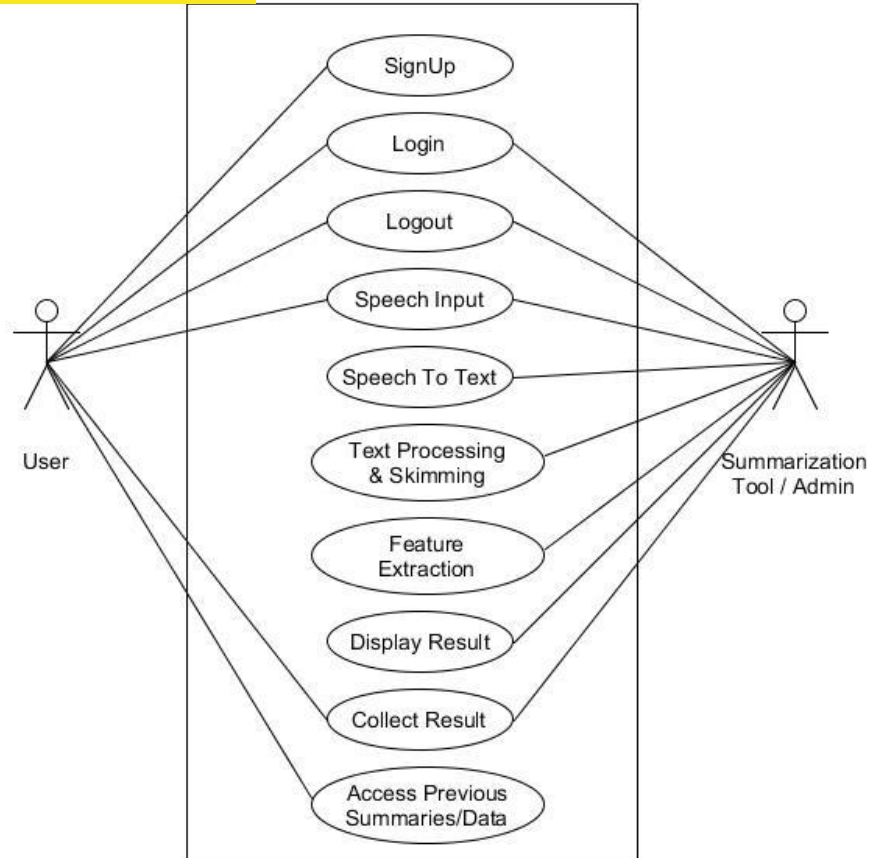 SignUp
Login
Logout
Speech Input
Speech To Text
Text Processing
& Skimming
User
Summarization
Tool / Admin
Feature
Extraction
Display Result
Collect Result
Access Previous
Summaries/Data